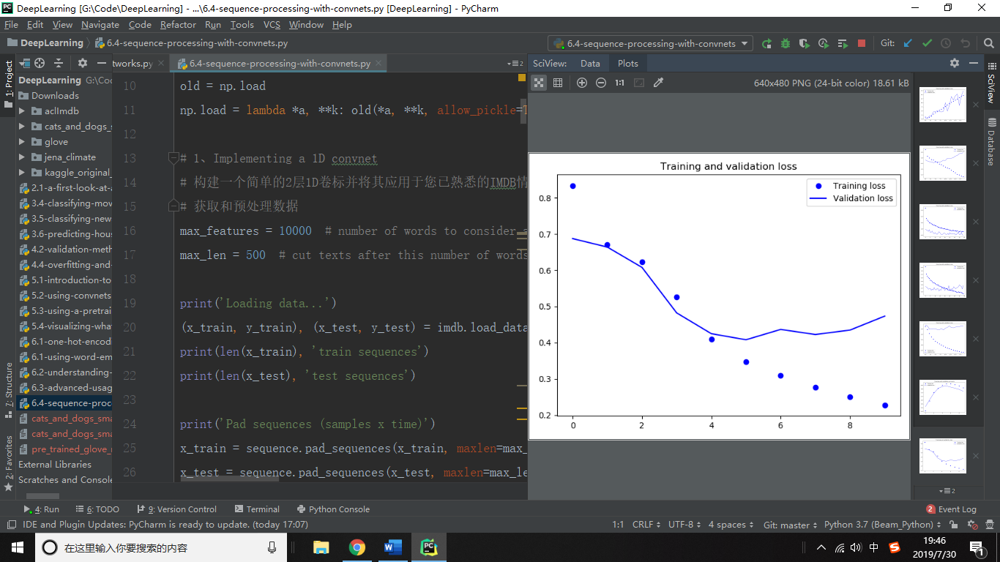 DeepLearning [G:\Code\DeepLearning] - ...\6.4-sequence-processing-with-convnets.py [DeepLearning] - PyCharm
File Edit View Navigate Code Refactor Run Tools VCS Window Help
DeepLearning 6.4-sequence-processing-with-convnets.py
6.4-sequence-processing-with-convnets Git:
1: Project
7: Structure
2: Favorites
DeepLearning G:\Coc
Downloads
aclImdb
cats_and_dogs_s
glove
jena_climate
kaggle_original_
2.1-a-first-look-at-
3.4-classifying-mov
3.5-classifying-new
3.6-predicting-hous
4.2-validation-meth
4.4-overfitting-and-
5.1-introduction-to
5.2-using-convnets
5.3-using-a-pretrai
5.4-visualizing-wha
6.1-one-hot-encod
6.1-using-word-em
6.2-understanding-
6.3-advanced-usag
6.4-sequence-proc
cats_and_dogs_sma
cats_and_dogs_sma
pre_trained_glove_
External Libraries
Scratches and Console
tworks.py 6.4-sequence-processing-with-convnets.py 2
10 old = np.load
11 np.load = lambda *a, **k: old(*a, **k, allow_pickle=T
12
13 # 1、Implementing a 1D convnet
14 # 构建一个简单的2层1D卷标并将其应用于您已熟悉的IMDB情
15 # 获取和预处理数据
16 max_features = 10000 # number of words to consider a
17 max_len = 500 # cut texts after this number of words
18
19 print('Loading data...')
20 (x_train, y_train), (x_test, y_test) = imdb.load_data
21 print(len(x_train), 'train sequences')
22 print(len(x_test), 'test sequences')
23
24 print('Pad sequences (samples x time)')
25 x_train = sequence.pad_sequences(x_train, maxlen=max_
26 x_test = sequence.pad_sequences(x_test, maxlen=max_le
SciView: Data Plots
1:1 640x480 PNG (24-bit color) 18.61 kB
Training and validation loss
Training loss
Validation loss
0.8
0.7
0.6
0.5
0.4
0.3
0.2
0 2 4 6 8
2
SciView
Database
4: Run 6: TODO 9: Version Control Terminal Python Console 2 Event Log
IDE and Plugin Updates: PyCharm is ready to update. (today 17:07) 1:1 CRLF UTF-8 4 spaces Git: master Python 3.7 (Beam_Python)
在这里输入你要搜索的内容
中
19:46
2019/7/30
1